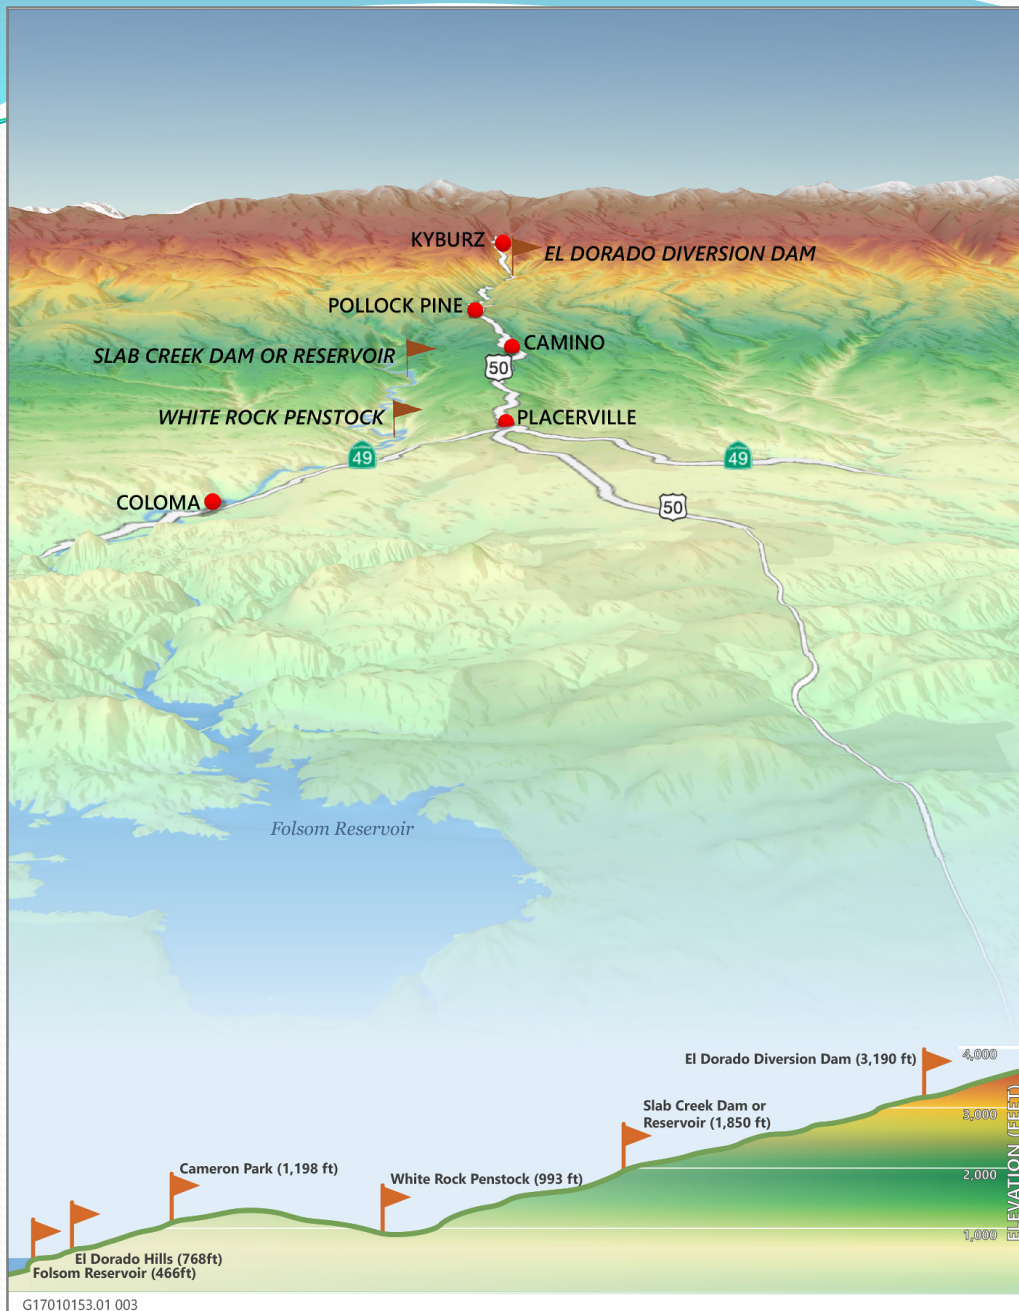 KYBURZ
EL DORADO DIVERSION DAM
POLLOCK PINE
CAMINO
SLAB CREEK DAM OR RESERVOIR
50
WHITE ROCK PENSTOCK
PLACERVILLE
49
49
COLOMA
50
Folsom Reservoir
El Dorado Diversion Dam (3,190 ft)
4,000
Slab Creek Dam or
Reservoir (1,850 ft)
3,000
Cameron Park (1,198 ft)
White Rock Penstock (993 ft)
2,000
1,000
ELEVATION (FEET)
El Dorado Hills (768ft)
Folsom Reservoir (466ft)
G17010153.01 003